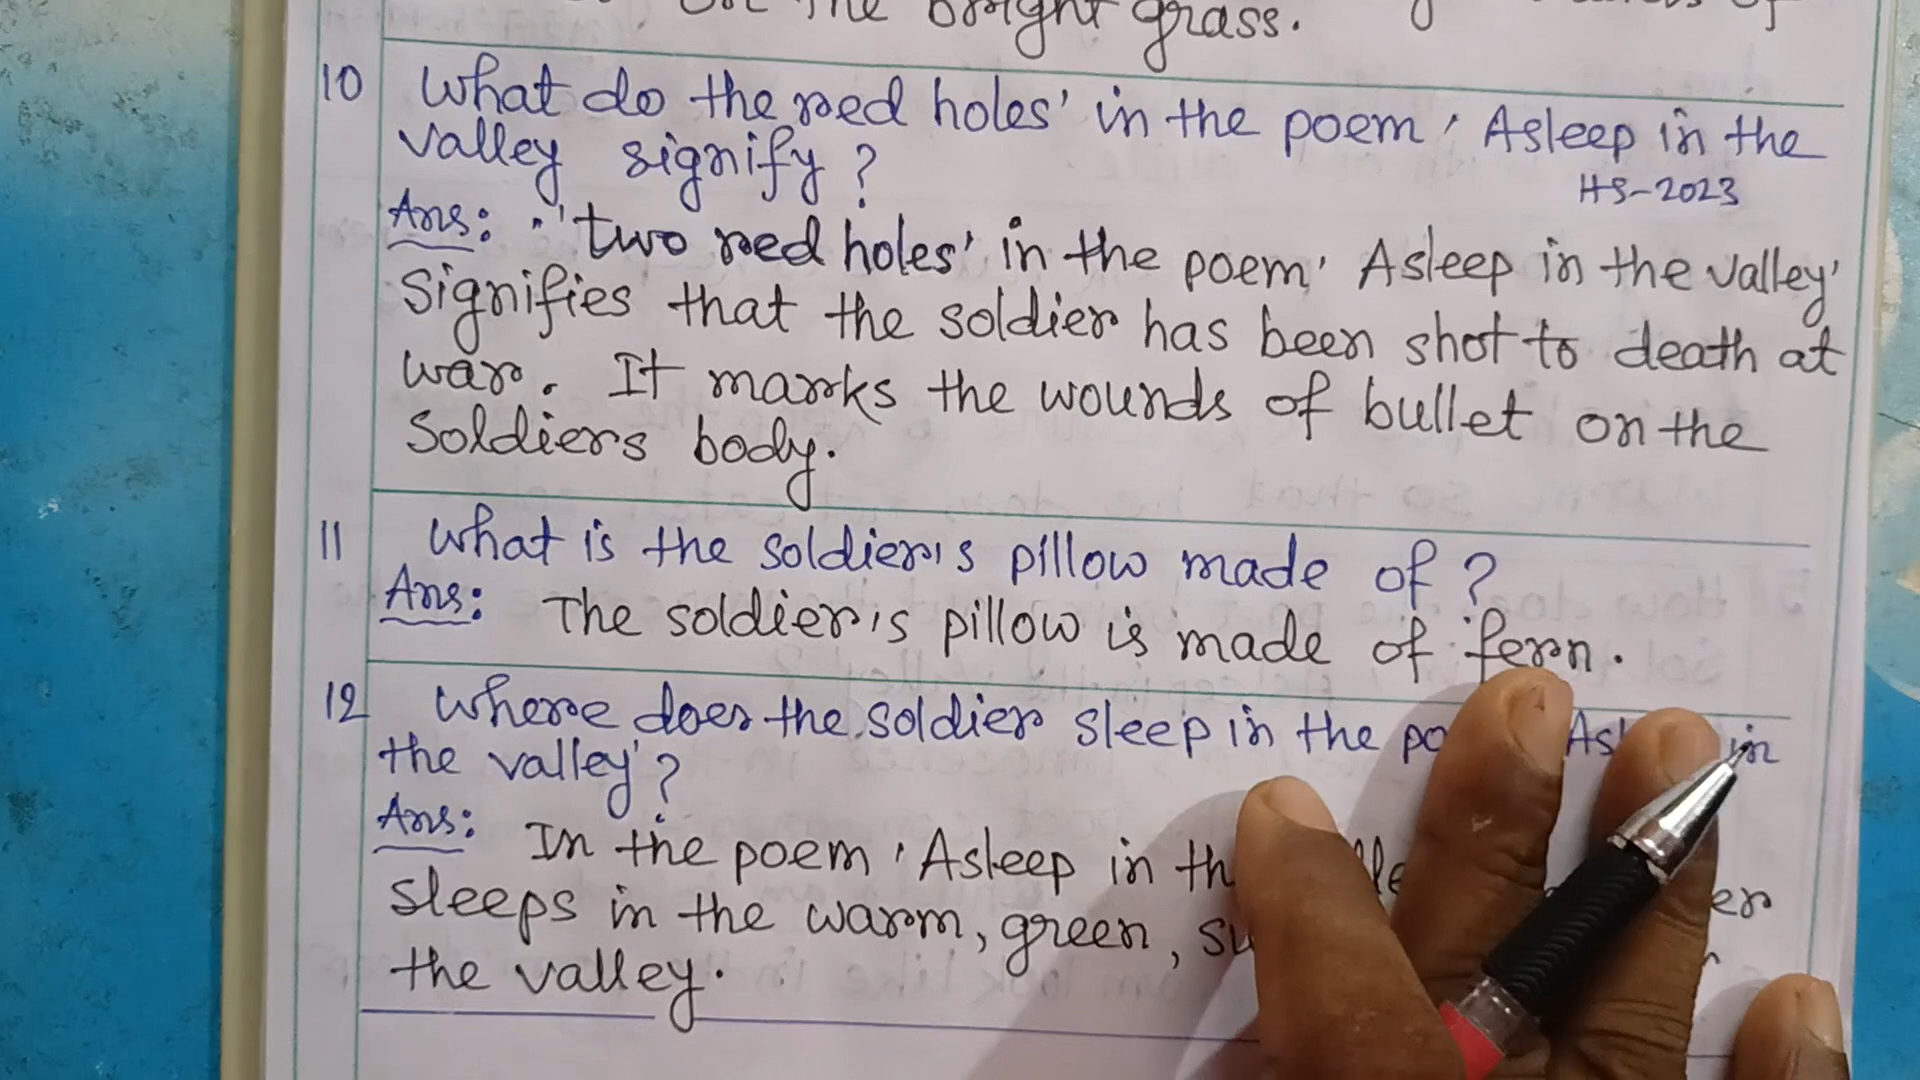 the bright grass.
10 What do the red holes' in the poem ' Asleep in the
valley signify?
HS-2023
Ans: 'two red holes' in the poem ' Asleep in the valley'
signifies that the soldier has been shot to death at
war. It marks the wounds of bullet on the
Soldiers body.
11 What is the soldier's pillow made of?
Ans: The soldier's pillow is made of fern.
12 Where does the soldier sleep in the in
the valley'?
Ans: In the poem ' Asleep in
sleeps in the warm, green,
the valley.